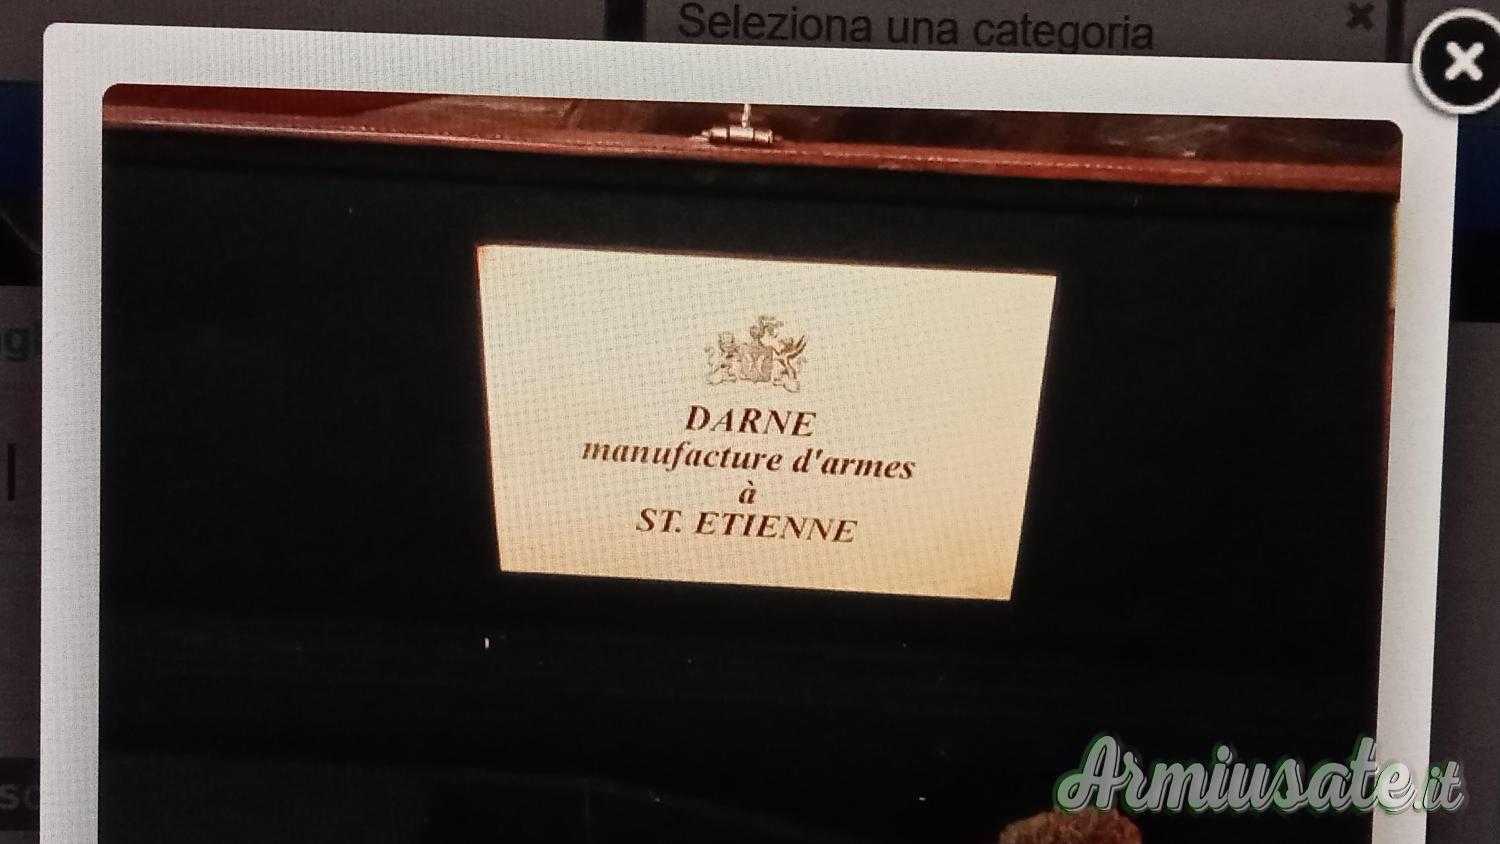 Seleziona una categoria
DARNE
manufacture d'armes
à
ST. ETIENNE
Armiusate.it